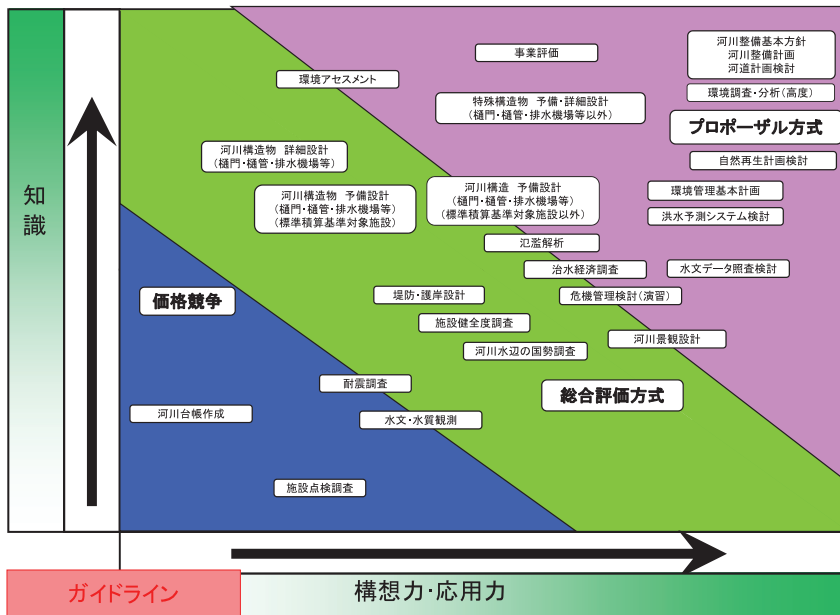 事業評価
河川整備基本方針
河川整備計画
河道計画検討
環境アセスメント
環境調査・分析(高度)
特殊構造物 予備・詳細設計
(樋門・樋管・排水機場等以外)
プロポーザル方式
河川構造物 詳細設計
(樋門・樋管・排水機場等)
自然再生計画検討
河川構造物 予備設計
(樋門・樋管・排水機場等)
(標準積算基準対象施設)
河川構造 予備設計
(樋門・樋管・排水機場等)
(標準積算基準対象施設以外)
環境管理基本計画
洪水予測システム検討
知識
氾濫解析
治水経済調査
水文データ照査検討
価格競争
堤防・護岸設計
危機管理検討(演習)
施設健全度調査
河川景観設計
河川水辺の国勢調査
耐震調査
総合評価方式
河川台帳作成
水文・水質観測
施設点検調査
ガイドライン
構想力・応用力